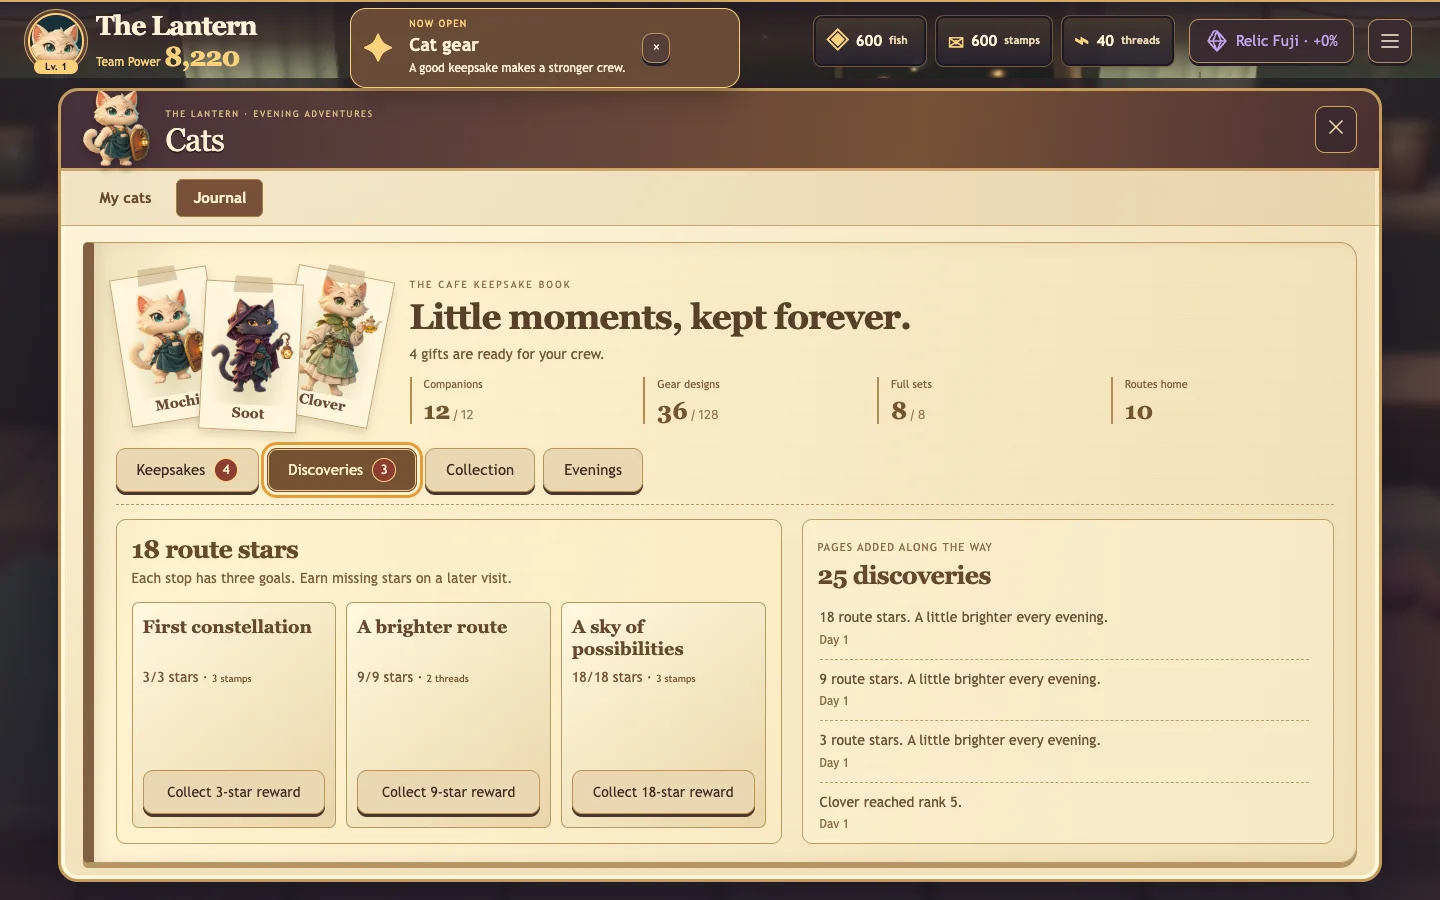 The Lantern
Team Power 8,220
Lv. 1
NOW OPEN
Cat gear
A good keepsake makes a stronger crew.
×
600 fish
600 stamps
40 threads
Relic Fuji · +0%
THE LANTERN · EVENING ADVENTURES
Cats
My cats
Journal
Mochi
Soot
Clover
THE CAFE KEEPSAKE BOOK
Little moments, kept forever.
4 gifts are ready for your crew.
Companions
12 / 12
Gear designs
36 / 128
Full sets
8 / 8
Routes home
10
Keepsakes 4
Discoveries 3
Collection
Evenings
18 route stars
Each stop has three goals. Earn missing stars on a later visit.
First constellation
3/3 stars · 3 stamps
Collect 3-star reward
A brighter route
9/9 stars · 2 threads
Collect 9-star reward
A sky of
possibilities
18/18 stars · 3 stamps
Collect 18-star reward
PAGES ADDED ALONG THE WAY
25 discoveries
18 route stars. A little brighter every evening.
Day 1
9 route stars. A little brighter every evening.
Day 1
3 route stars. A little brighter every evening.
Day 1
Clover reached rank 5.
Day 1